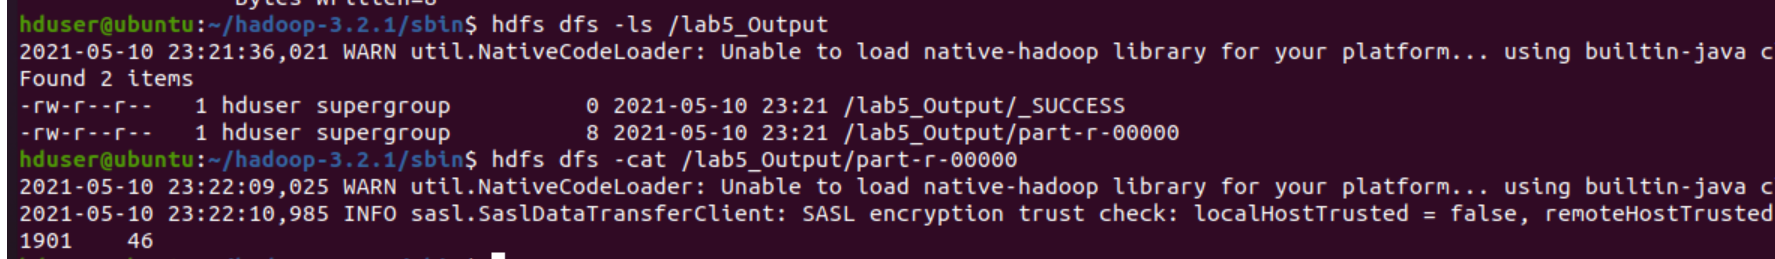 Bytes Written=8
hduser@ubuntu:~/hadoop-3.2.1/sbin$ hdfs dfs -ls /lab5_Output
2021-05-10 23:21:36,021 WARN util.NativeCodeLoader: Unable to load native-hadoop library for your platform... using builtin-java c
Found 2 items
-rw-r--r--   1 hduser supergroup          0 2021-05-10 23:21 /lab5_Output/_SUCCESS
-rw-r--r--   1 hduser supergroup          8 2021-05-10 23:21 /lab5_Output/part-r-00000
hduser@ubuntu:~/hadoop-3.2.1/sbin$ hdfs dfs -cat /lab5_Output/part-r-00000
2021-05-10 23:22:09,025 WARN util.NativeCodeLoader: Unable to load native-hadoop library for your platform... using builtin-java c
2021-05-10 23:22:10,985 INFO sasl.SaslDataTransferClient: SASL encryption trust check: localHostTrusted = false, remoteHostTrusted
1901    46